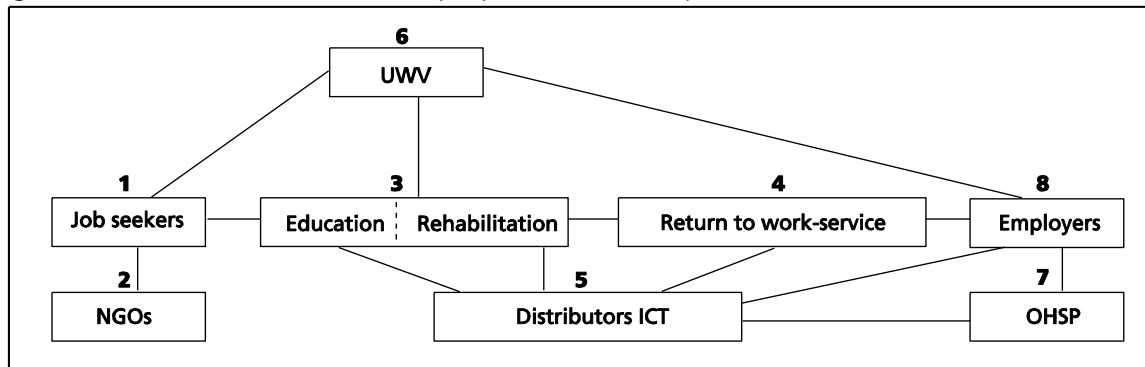 6
UWV
1
Job seekers
3
Education Rehabilitation
4
Return to work-service
8
Employers
2
NGOs
5
Distributors ICT
7
OHSP